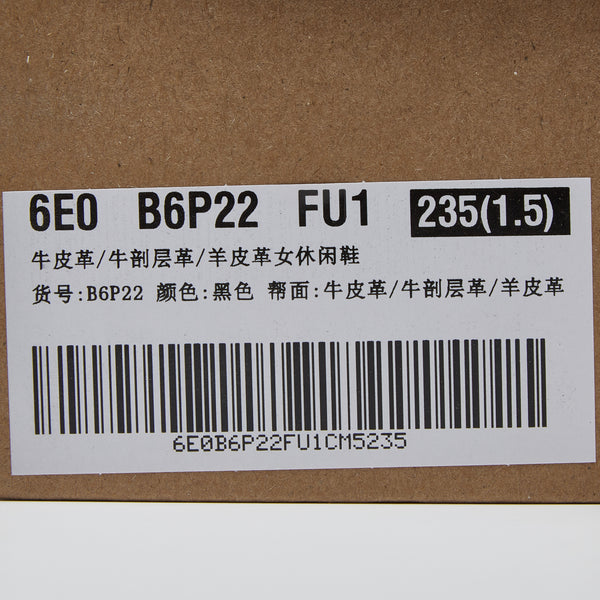 6E0 B6P22 FU1 235(1.5)
牛皮革/牛剖层革/羊皮革女休闲鞋
货号:B6P22 颜色:黑色 帮面:牛皮革/牛剖层革/羊皮革
6E0B6P22FU1CM5235